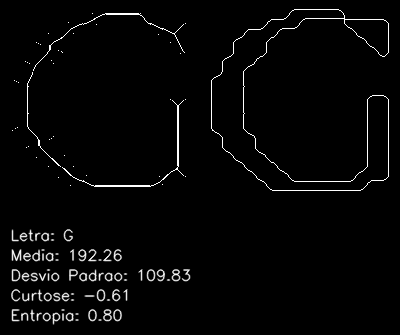 G G
Letra: G
Media: 192.26
Desvio Padrao: 109.83
Curtose: −0.61
Entropia: 0.80